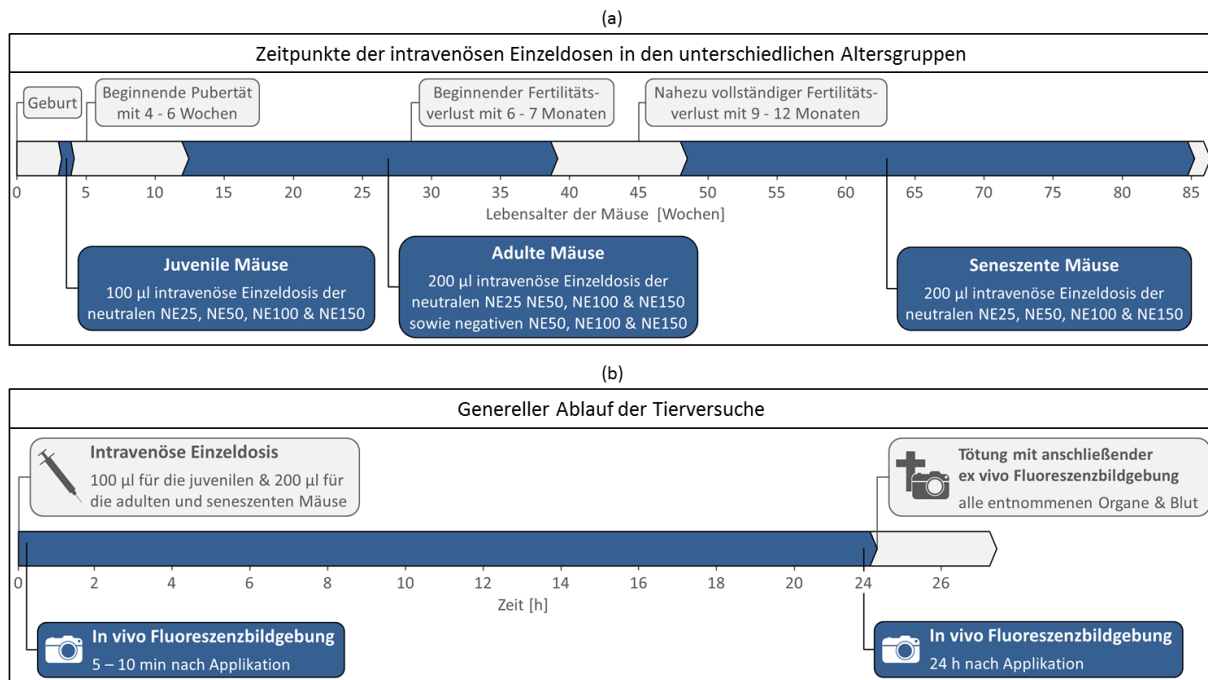 (a)
Zeitpunkte der intravenösen Einzeldosen in den unterschiedlichen Altersgruppen
Geburt
Beginnende Pubertät
mit 4 - 6 Wochen
Beginnender Fertilitäts-
verlust mit 6 - 7 Monaten
Nahezu vollständiger Fertilitäts-
verlust mit 9 - 12 Monaten
0 5 10 15 20 25 30 35 40 45 50 55 60 65 70 75 80 85
Lebensalter der Mäuse [Wochen]
Juvenile Mäuse
100 µl intravenöse Einzeldosis der
neutralen NE25, NE50, NE100 & NE150
Adulte Mäuse
200 µl intravenöse Einzeldosis der
neutralen NE25 NE50, NE100 & NE150
sowie negativen NE50, NE100 & NE150
Seneszente Mäuse
200 µl intravenöse Einzeldosis der
neutralen NE25, NE50, NE100 & NE150
(b)
Genereller Ablauf der Tierversuche
Intravenöse Einzeldosis
100 µl für die juvenilen & 200 µl für
die adulten und seneszenten Mäuse
Tötung mit anschließender
ex vivo Fluoreszenzbildgebung
alle entnommenen Organe & Blut
0 2 4 6 8 10 12 14 16 18 20 22 24 26
Zeit [h]
In vivo Fluoreszenzbildgebung
5 – 10 min nach Applikation
In vivo Fluoreszenzbildgebung
24 h nach Applikation